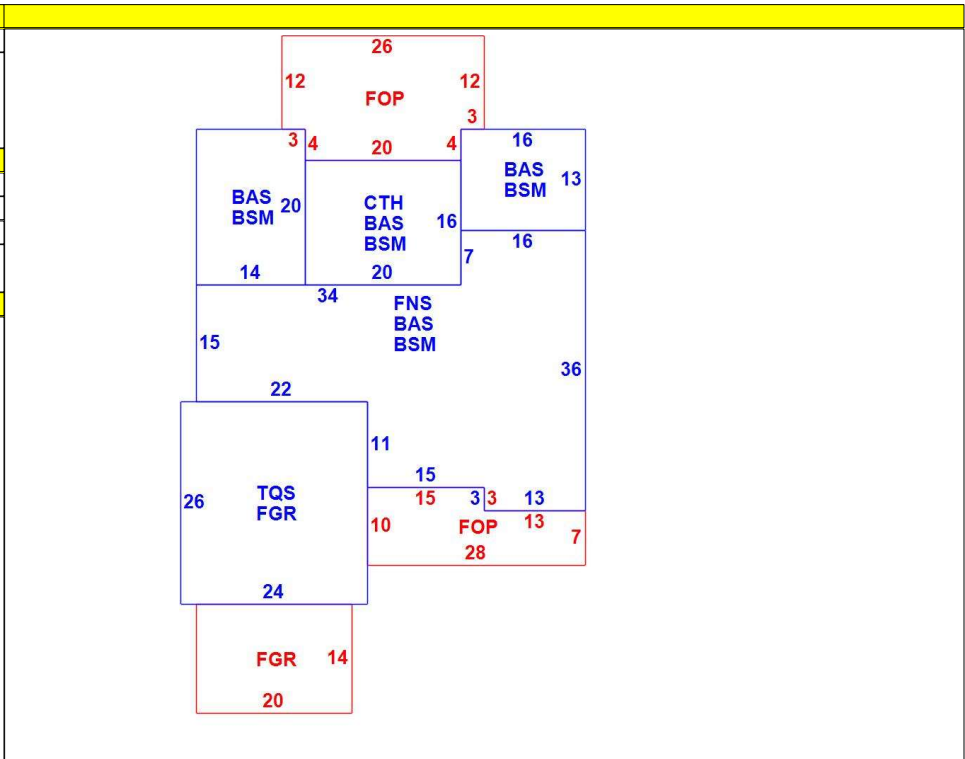 26
12 12
FOP
3
3 4 20 4 16
BAS
BSM 13
BAS
BSM 20
CTH
BAS
BSM 16
16
7
14 20
34
FNS
BAS
BSM
15
36
22
11
15
15 3 3 13
13
26
TQS
FGR
10
FOP
7
28
24
FGR 14
20